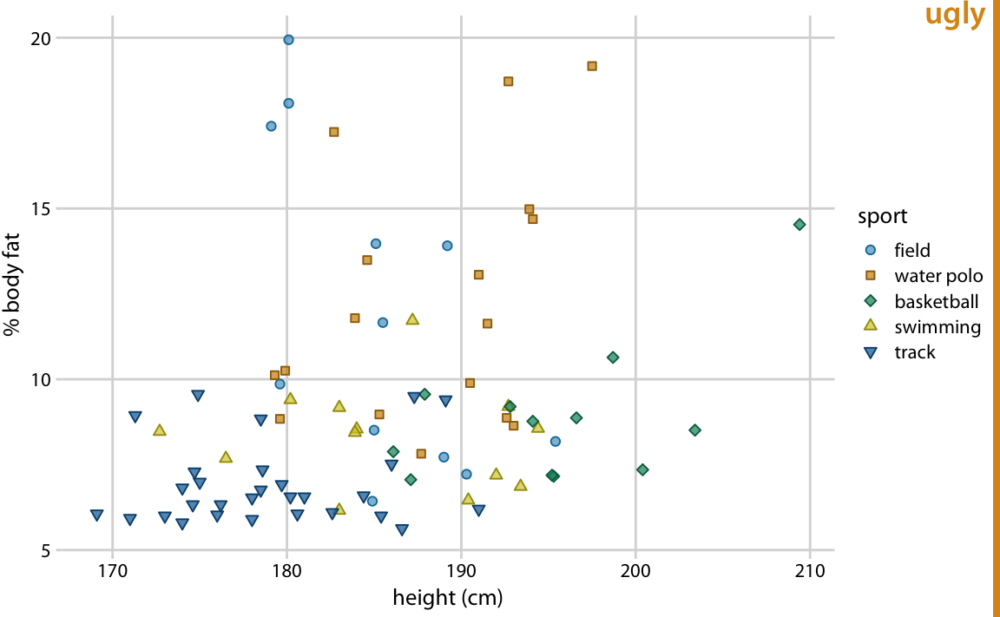 ugly
20
15
10
5
% body fat
170 180 190 200 210
height (cm)
sport
field
water polo
basketball
swimming
track